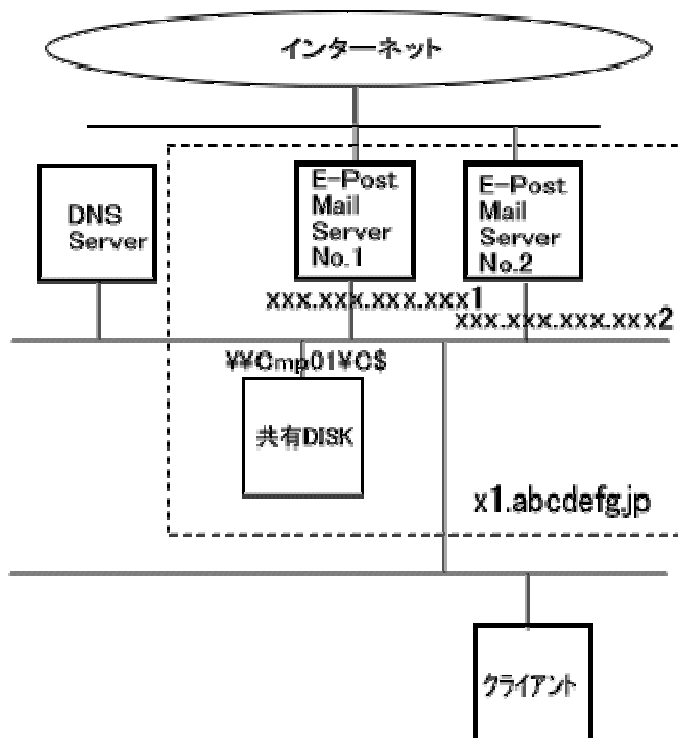 インターネット
DNS
Server
E-Post
Mail
Server
No.1
E-Post
Mail
Server
No.2
xxx.xxx.xxx.xxx1
xxx.xxx.xxx.xxx2
¥¥Cmp01¥C$
共有DISK
x1.abcdefg.jp
クライアント